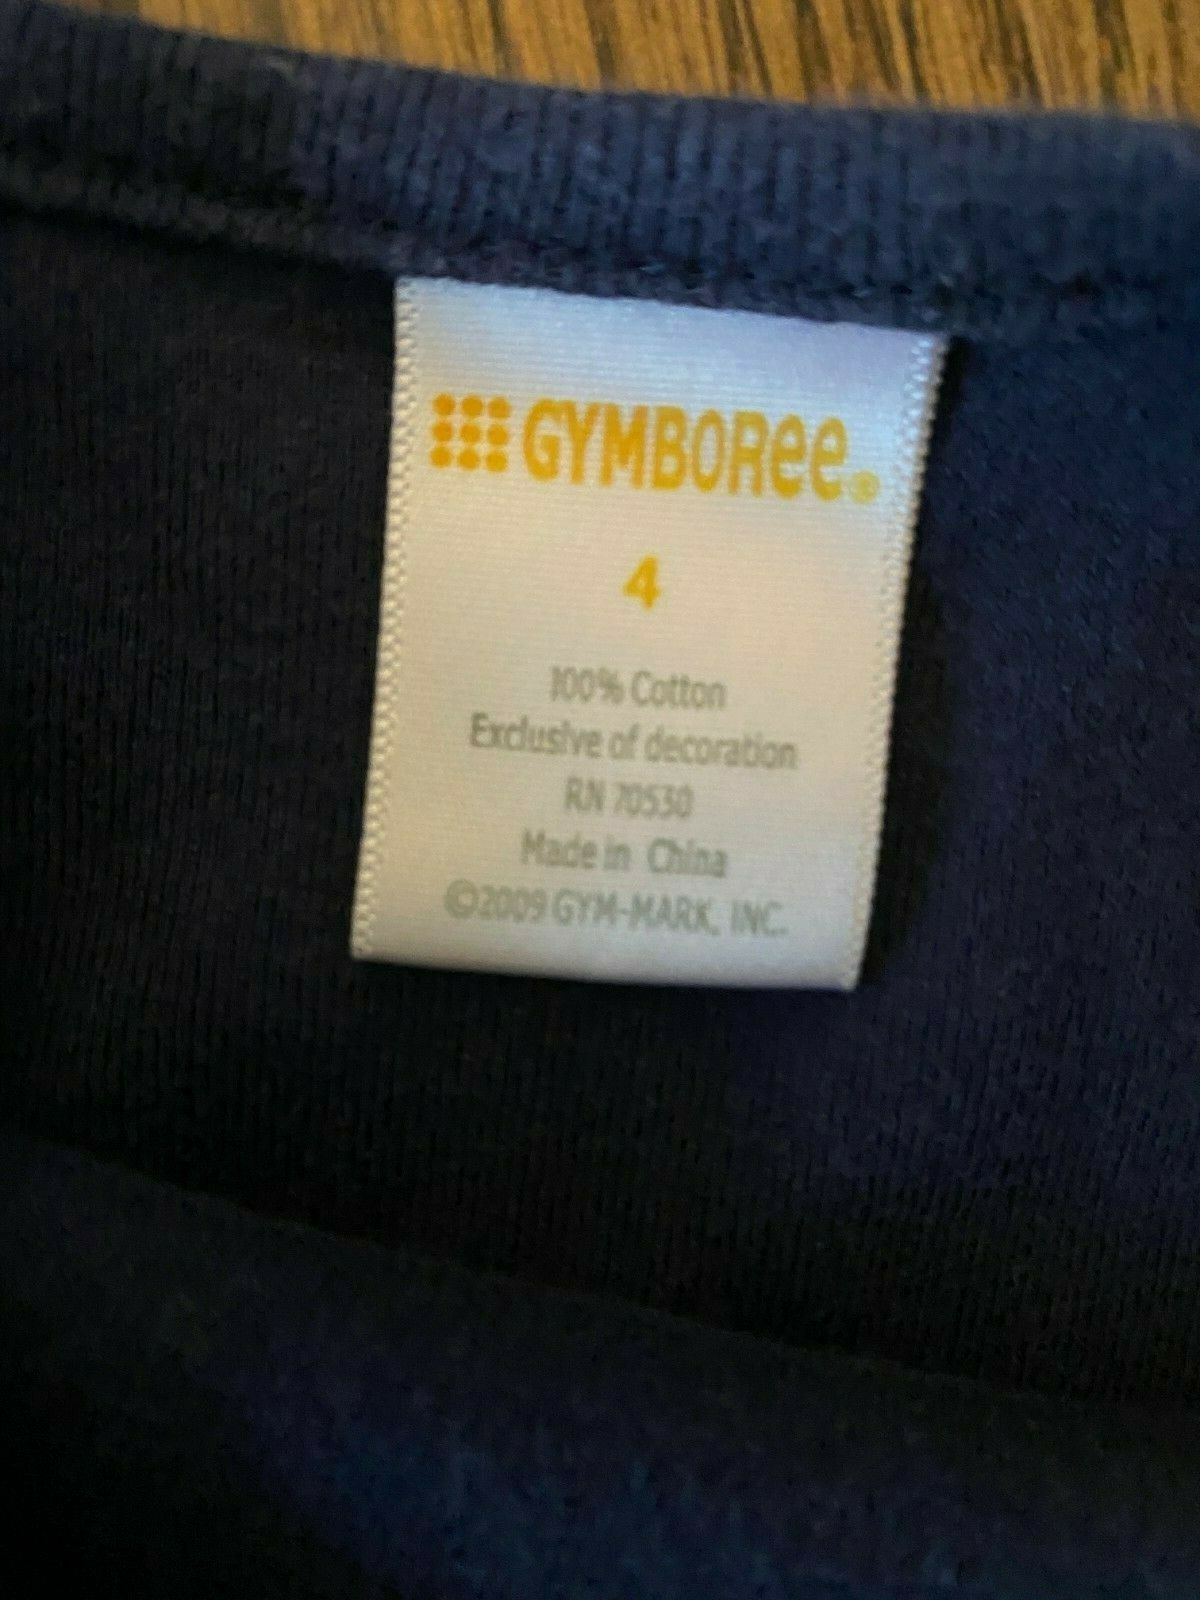 GYMBOREE®
4
100% Cotton
Exclusive of decoration
RN 70530
Made in China
©2009 GYM-MARK, INC.